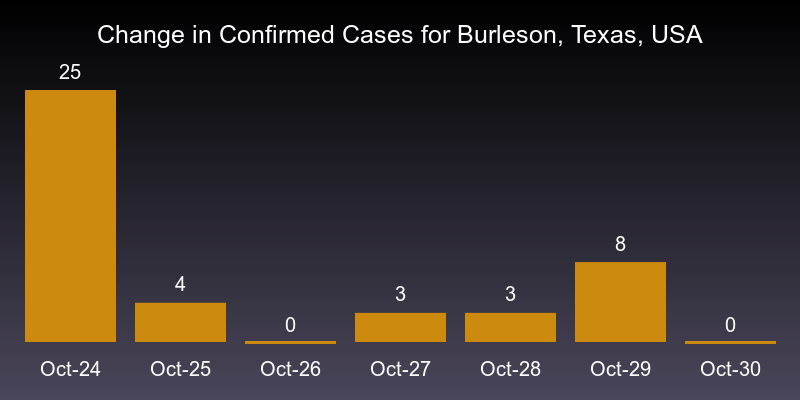 Change in Confirmed Cases for Burleson, Texas, USA
25
4
0
3
3
8
0
Oct-24
Oct-25
Oct-26
Oct-27
Oct-28
Oct-29
Oct-30